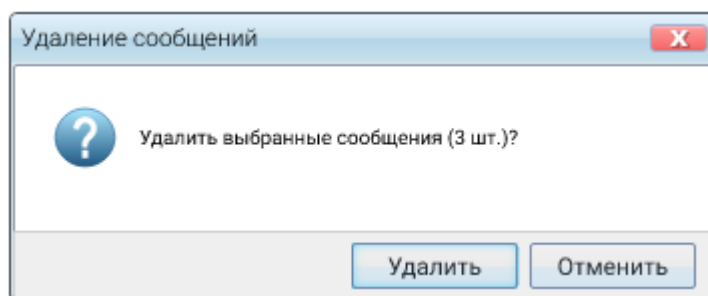 Удаление сообщений
Удалить выбранные сообщения (3 шт.)?
Удалить
Отменить